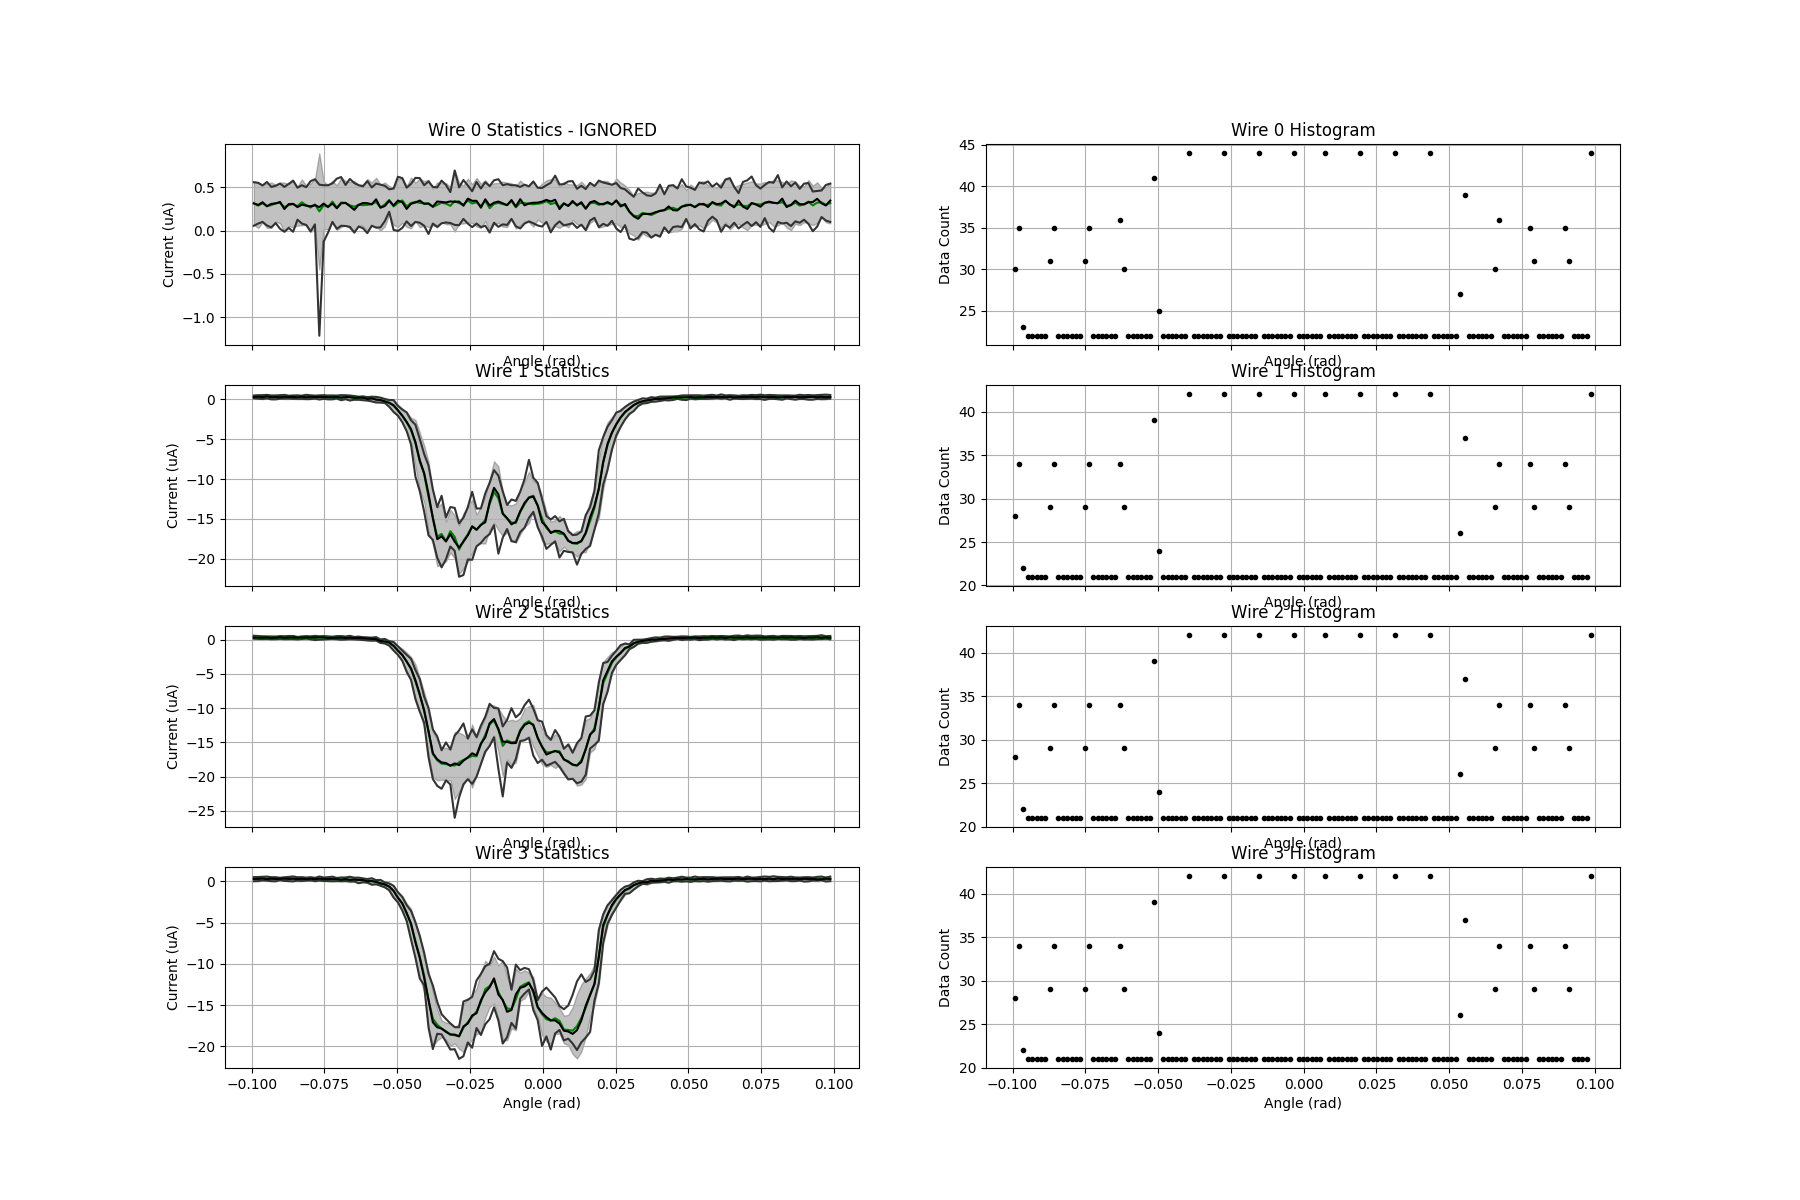 Wire 0 Statistics - IGNORED
Current (uA)
0.5
0.0
−0.5
−1.0
Angle (rad)
Wire 0 Histogram
Data Count
45
40
35
30
25
Angle (rad)
Wire 1 Statistics
Current (uA)
0
−5
−10
−15
−20
Angle (rad)
Wire 1 Histogram
Data Count
40
35
30
25
20
Angle (rad)
Wire 2 Statistics
Current (uA)
0
−5
−10
−15
−20
−25
Angle (rad)
Wire 2 Histogram
Data Count
40
35
30
25
20
Angle (rad)
Wire 3 Statistics
Current (uA)
0
−5
−10
−15
−20
−0.100 −0.075 −0.050 −0.025 0.000 0.025 0.050 0.075 0.100
Angle (rad)
Wire 3 Histogram
Data Count
40
35
30
25
20
−0.100 −0.075 −0.050 −0.025 0.000 0.025 0.050 0.075 0.100
Angle (rad)